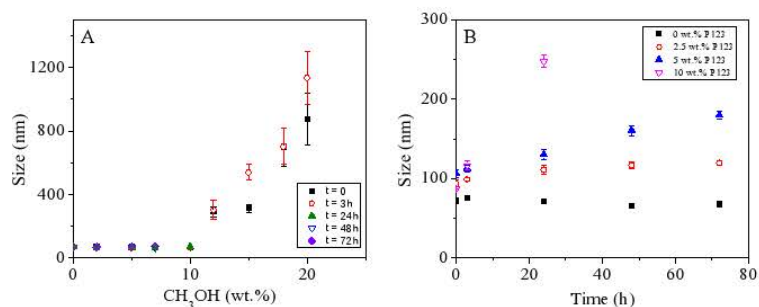 A
Size (nm)
1200
800
400
0
0
10
20
CH₃OH (wt.%)
t = 0
t = 3h
t = 24h
t = 48h
t = 72h
B
Size (nm)
300
200
100
0
0
20
40
60
80
Time (h)
0 wt.% P123
2.5 wt.% P123
5 wt.% P123
10 wt.% P123